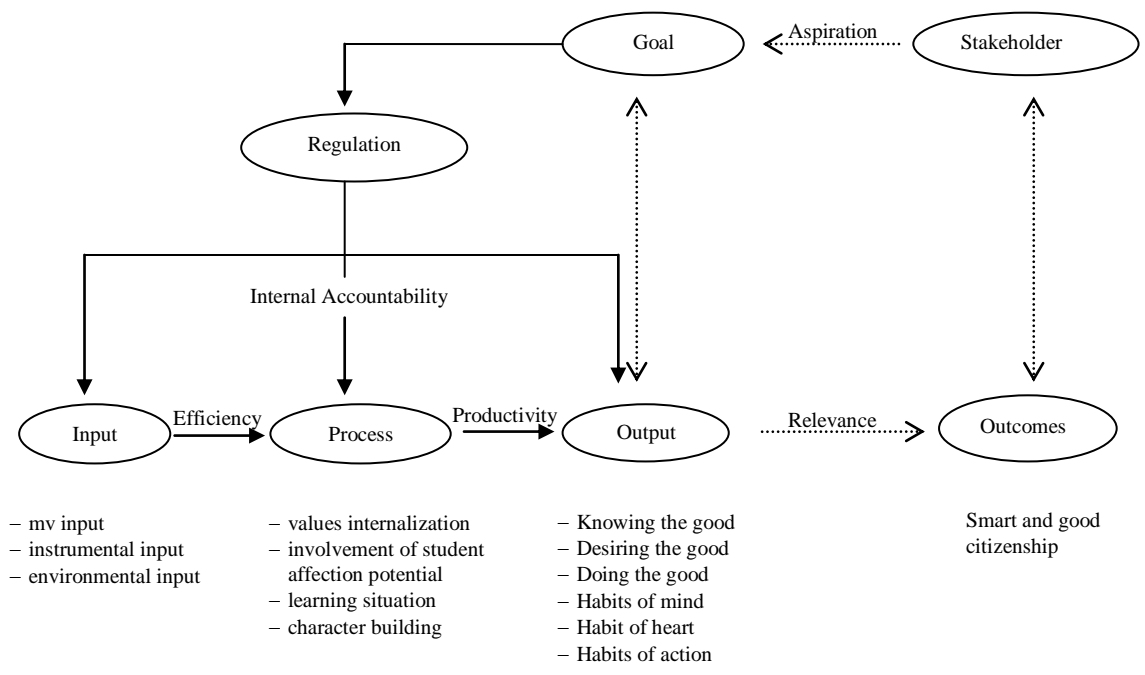 Goal
Aspiration
Stakeholder
Regulation
Internal Accountability
Input
Efficiency
Process
Productivity
Output
Relevance
Outcomes
– mv input
– instrumental input
– environmental input
– values internalization
– involvement of student
affection potential
– learning situation
– character building
– Knowing the good
– Desiring the good
– Doing the good
– Habits of mind
– Habit of heart
– Habits of action
Smart and good
citizenship